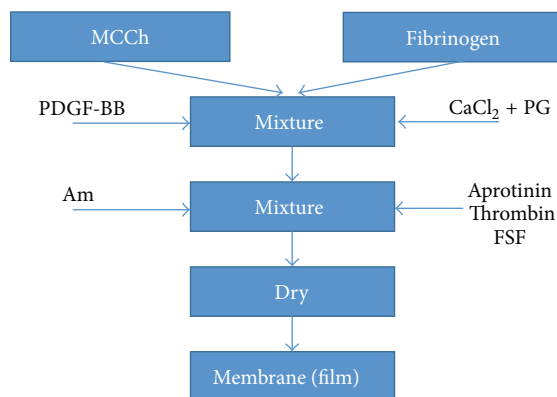 MCCh
Fibrinogen
PDGF-BB
Mixture
CaCl₂ + PG
Am
Mixture
Aprotinin
Thrombin
FSF
Dry
Membrane (film)